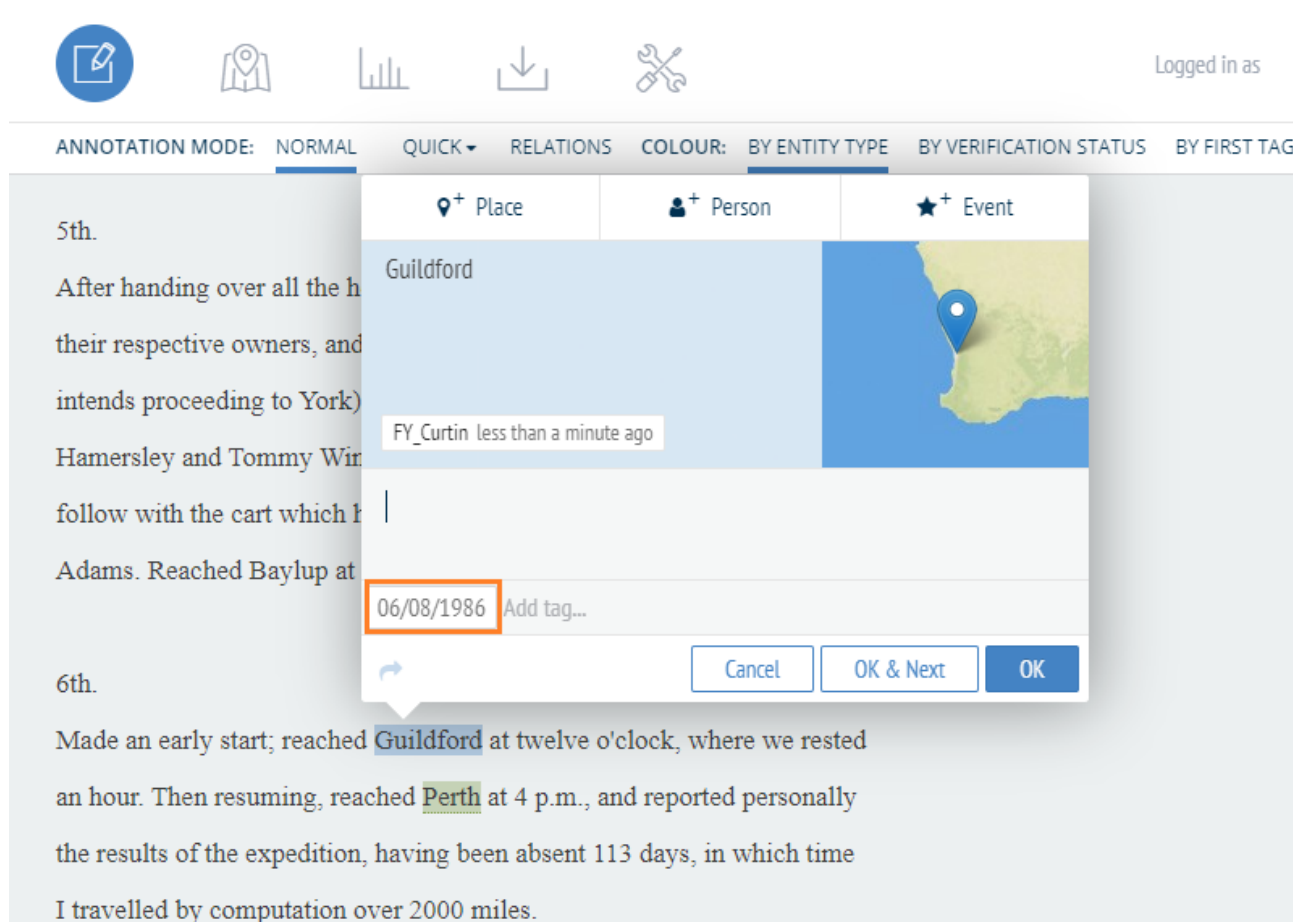 Logged in as
ANNOTATION MODE: NORMAL QUICK RELATIONS COLOUR: BY ENTITY TYPE BY VERIFICATION STATUS BY FIRST TAG
Place Person Event
5th.
Guildford
After handing over all the h
their respective owners, and
intends proceeding to York)
FY_Curtin less than a minute ago
Hamersley and Tommy Win
follow with the cart which h
Adams. Reached Baylup at
06/08/1986 Add tag...
Cancel OK & Next OK
6th.
Made an early start; reached Guildford at twelve o'clock, where we rested
an hour. Then resuming, reached Perth at 4 p.m., and reported personally
the results of the expedition, having been absent 113 days, in which time
I travelled by computation over 2000 miles.